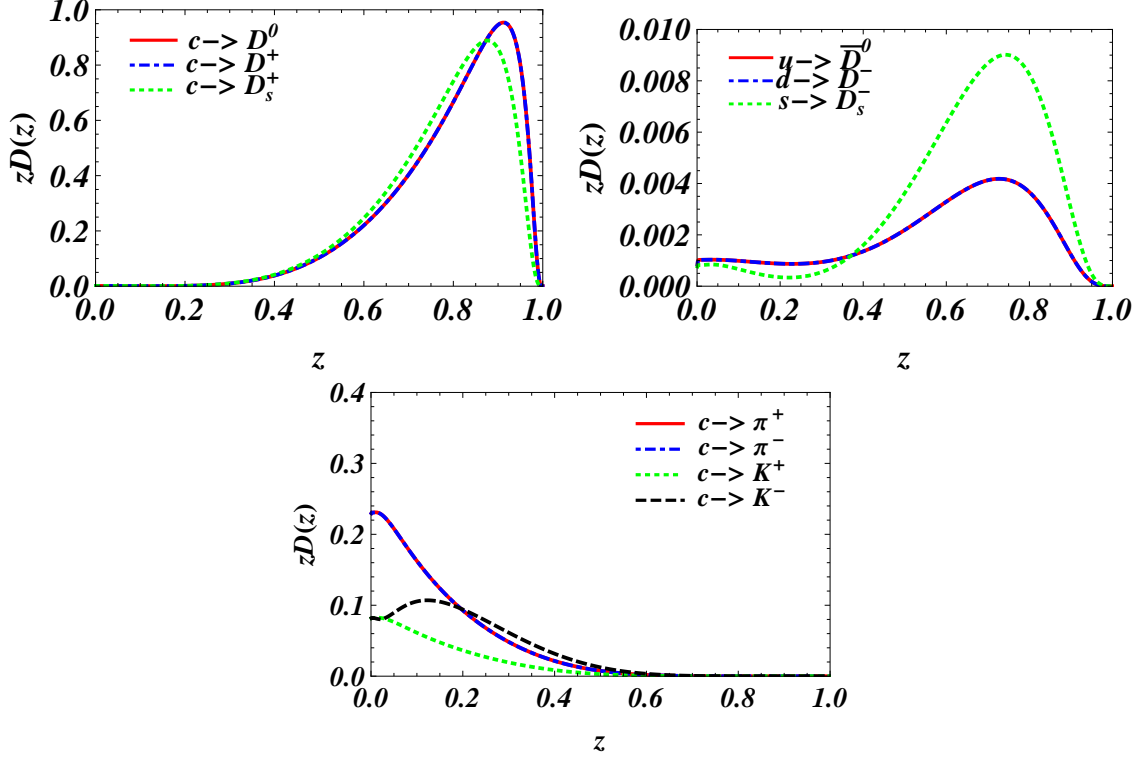 c−> D⁰
c−> D⁺
c−> Dₛ⁺
zD(z)
1.0
0.8
0.6
0.4
0.2
0.0
0.0 0.2 0.4 0.6 0.8 1.0
z
u−> D̅⁰
d−> D⁻
s−> Dₛ⁻
zD(z)
0.010
0.008
0.006
0.004
0.002
0.000
0.0 0.2 0.4 0.6 0.8 1.0
z
c−> π⁺
c−> π⁻
c−> K⁺
c−> K⁻
zD(z)
0.4
0.3
0.2
0.1
0.0
0.0 0.2 0.4 0.6 0.8 1.0
z